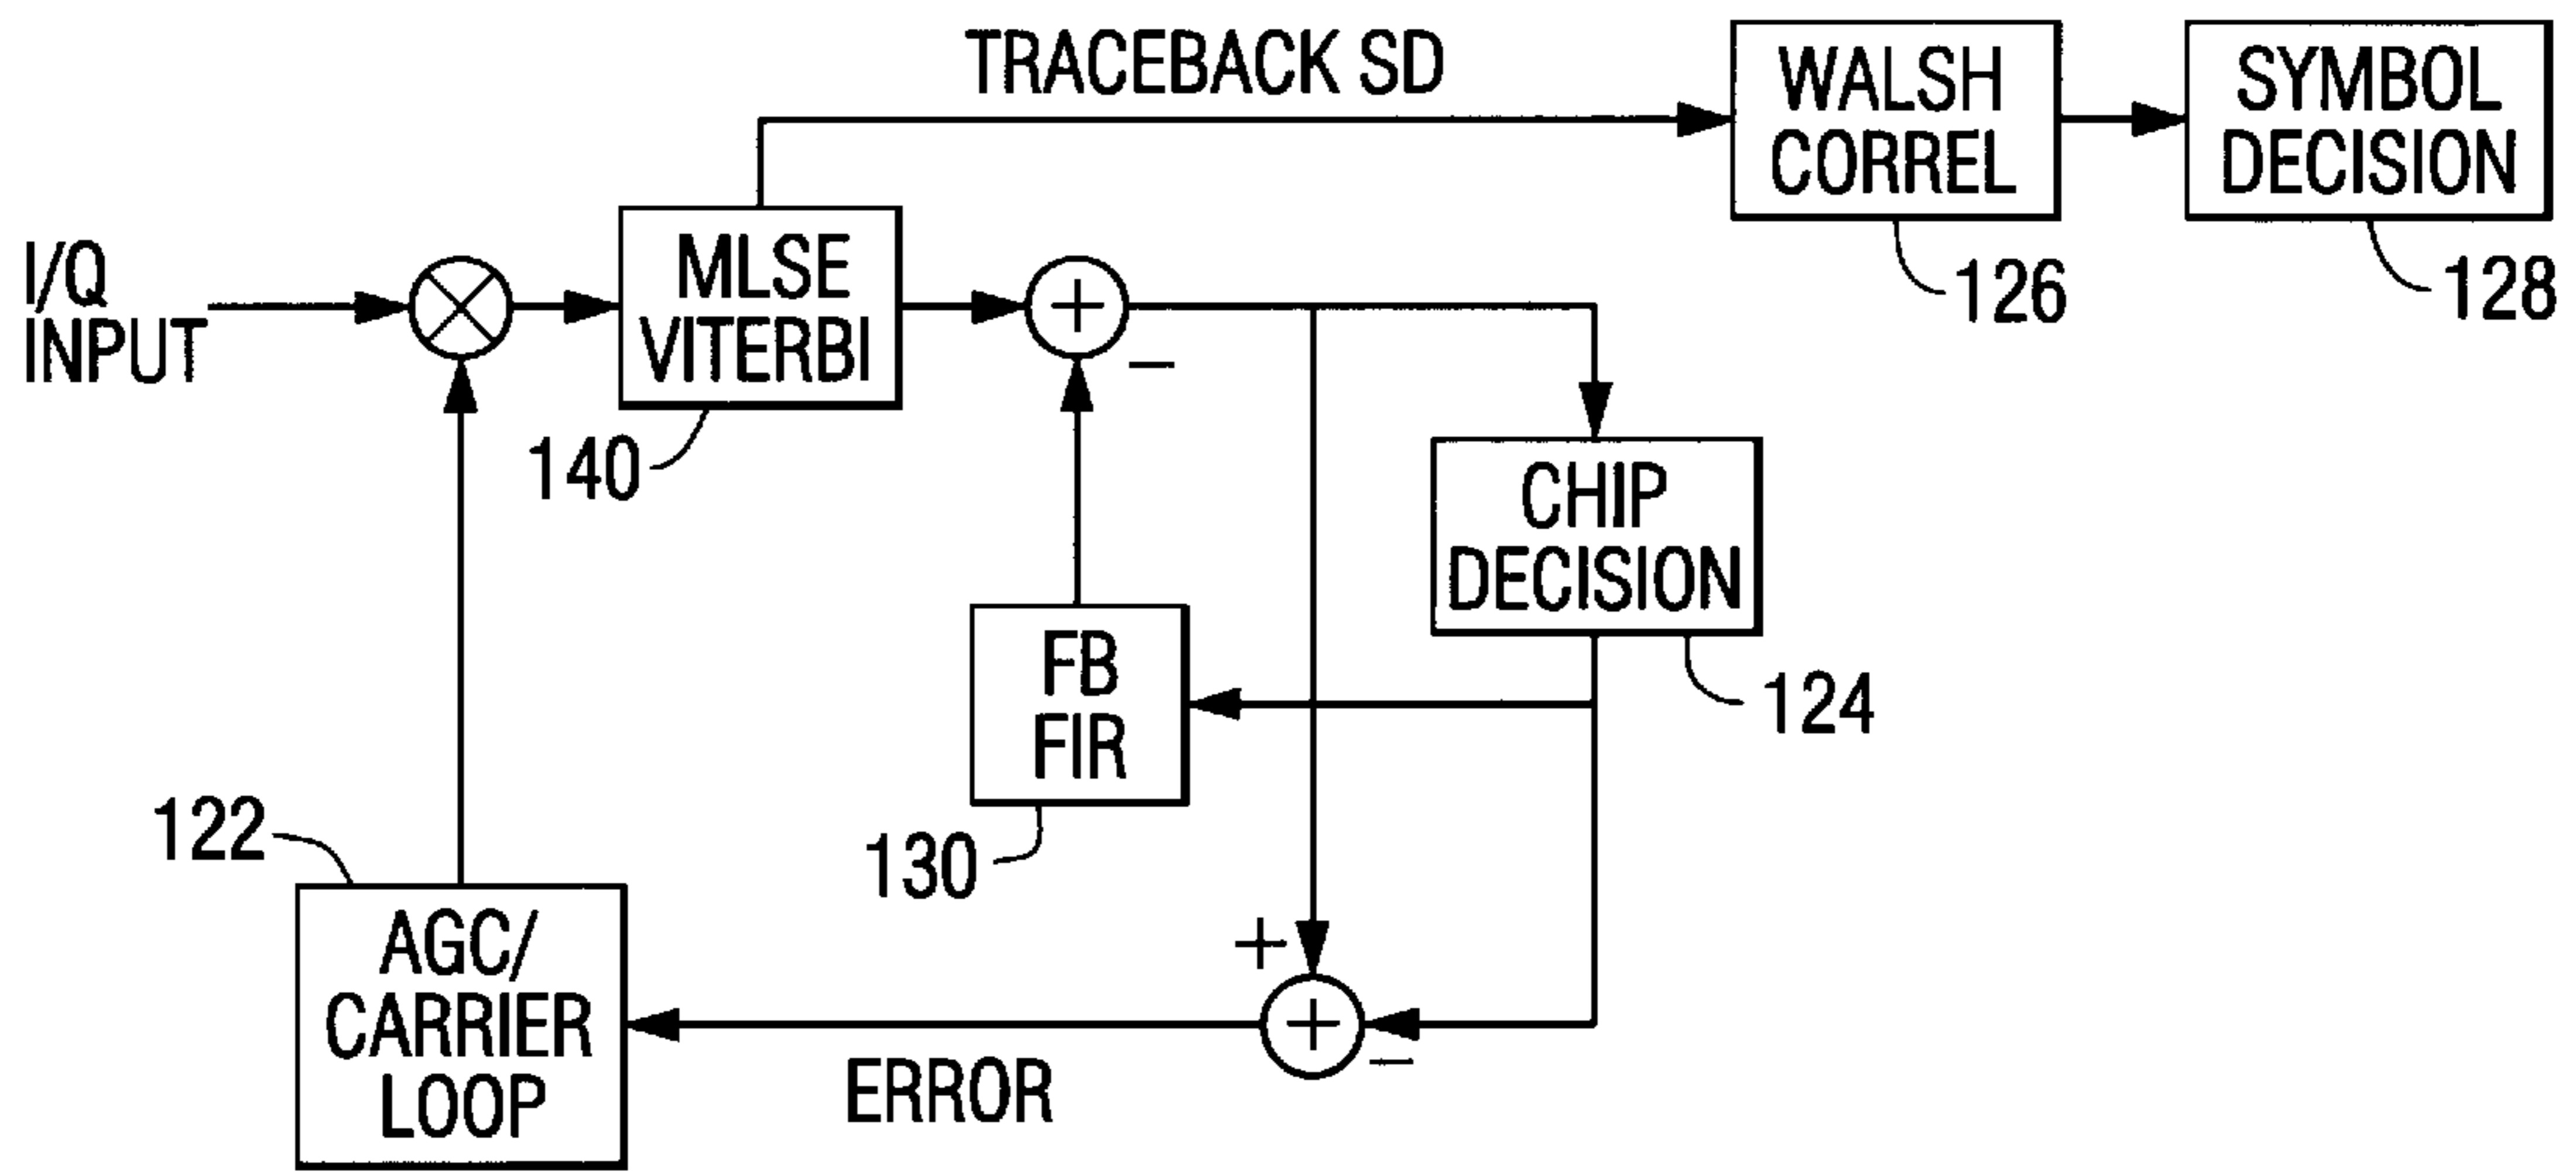 TRACEBACK SD
WALSH
CORREL
SYMBOL
DECISION
126
128
I/Q
INPUT
MLSE
VITERBI
140
+
−
CHIP
DECISION
124
FB
FIR
130
122
AGC/
CARRIER
LOOP
+
+
−
ERROR